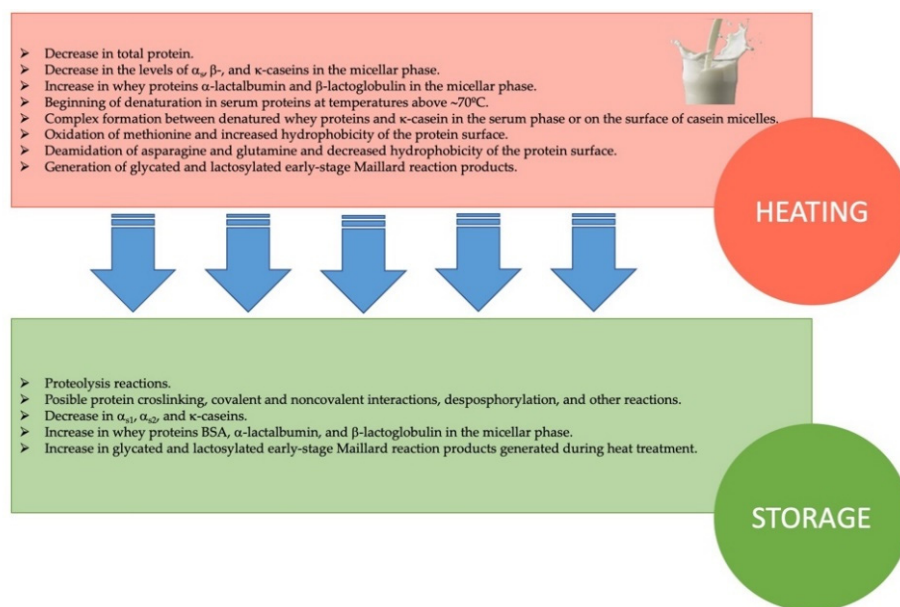 ➢ Decrease in total protein.
➢ Decrease in the levels of αs, β-, and κ-caseins in the micellar phase.
➢ Increase in whey proteins α-lactalbumin and β-lactoglobulin in the micellar phase.
➢ Beginning of denaturation in serum proteins at temperatures above ~70ºC.
➢ Complex formation between denatured whey proteins and κ-casein in the serum phase or on the surface of casein micelles.
➢ Oxidation of methionine and increased hydrophobicity of the protein surface.
➢ Deamidation of asparagine and glutamine and decreased hydrophobicity of the protein surface.
➢ Generation of glycated and lactosylated early-stage Maillard reaction products.
HEATING
➢ Proteolysis reactions.
➢ Posible protein croslinking, covalent and noncovalent interactions, desposphorylation, and other reactions.
➢ Decrease in αs1, αs2, and κ-caseins.
➢ Increase in whey proteins BSA, α-lactalbumin, and β-lactoglobulin in the micellar phase.
➢ Increase in glycated and lactosylated early-stage Maillard reaction products generated during heat treatment.
STORAGE